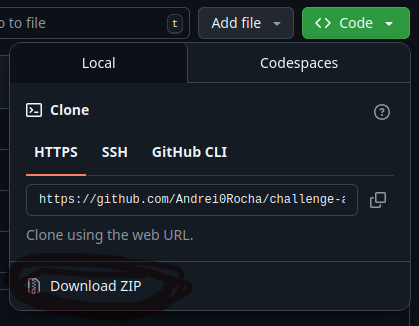 to file
t
Add file
<> Code
Local
Codespaces
Clone
?
HTTPS
SSH
GitHub CLI
https://github.com/Andrei0Rocha/challenge-a
Clone using the web URL.
Download ZIP